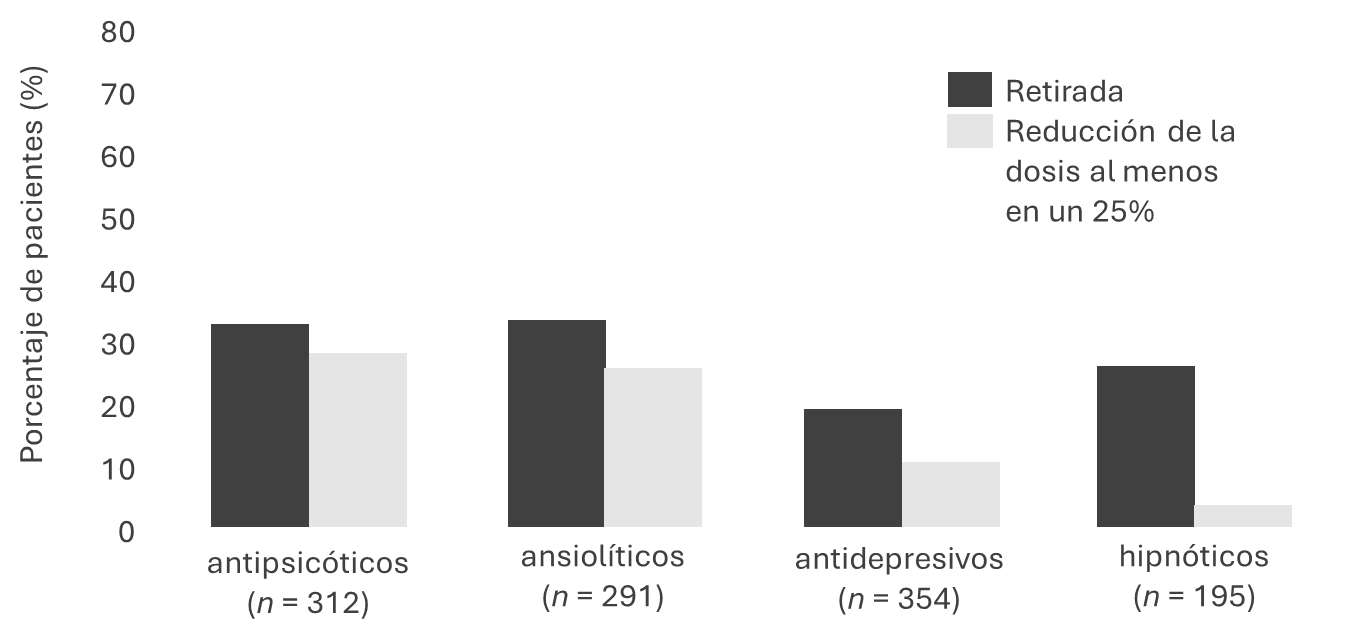 Porcentaje de pacientes (%)
80
70
60
50
40
30
20
10
0
Retirada
Reducción de la
dosis al menos
en un 25%
antipsicóticos
(n = 312)
ansiolíticos
(n = 291)
antidepresivos
(n = 354)
hipnóticos
(n = 195)